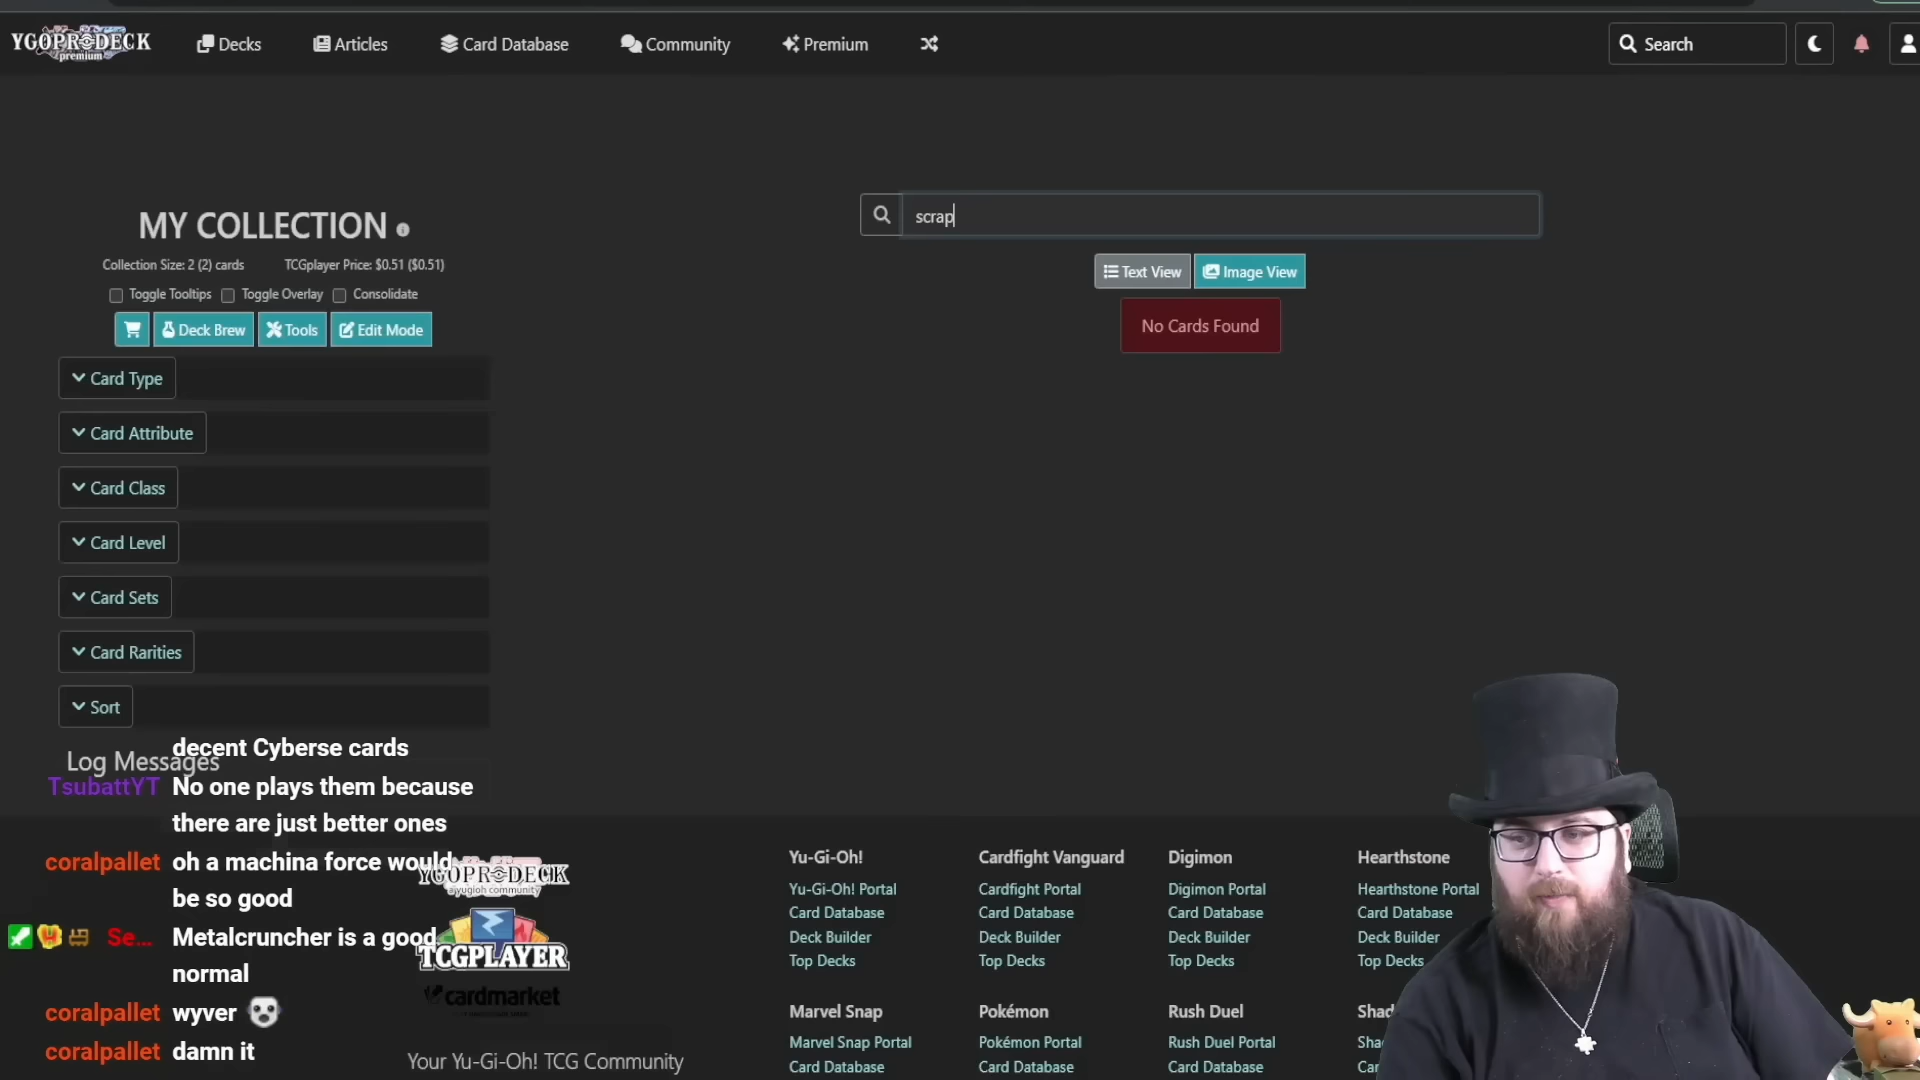 YGOPRODECK
premium
Decks
Articles
Card Database
Community
Premium
Search
MY COLLECTION
Collection Size: 2 (2) cards
TCGplayer Price: $0.51 ($0.51)
Toggle Tooltips
Toggle Overlay
Consolidate
Deck Brew
Tools
Edit Mode
scrap
Text View
Image View
No Cards Found
Card Type
Card Attribute
Card Class
Card Level
Card Sets
Card Rarities
Sort
Log Messages
decent Cyberse cards
TsubattYT No one plays them because
there are just better ones
coralpallet oh a machina force would
be so good
Se... Metalcruncher is a good
normal
coralpallet wyver
coralpallet damn it
YGOPRODECK
a yugioh community
TCGPLAYER
cardmarket
Your Yu-Gi-Oh! TCG Community
Yu-Gi-Oh!
Yu-Gi-Oh! Portal
Card Database
Deck Builder
Top Decks
Cardfight Vanguard
Cardfight Portal
Card Database
Deck Builder
Top Decks
Digimon
Digimon Portal
Card Database
Deck Builder
Top Decks
Hearthstone
Hearthstone Portal
Card Database
Deck Builder
Top Decks
Marvel Snap
Marvel Snap Portal
Card Database
Pokémon
Pokémon Portal
Card Database
Rush Duel
Rush Duel Portal
Card Database
Shad
Sha
Car